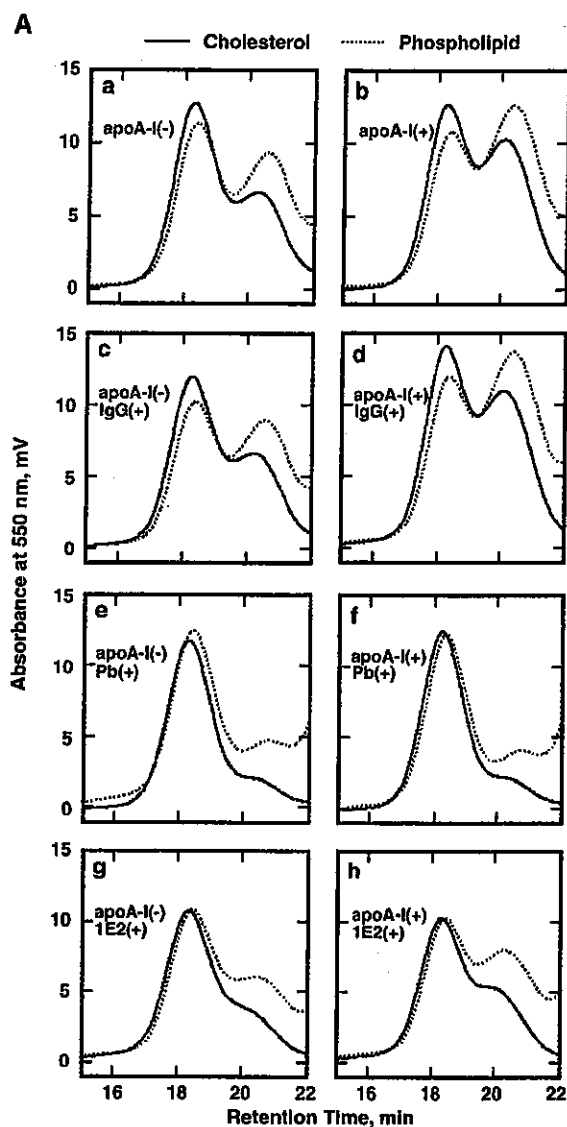 A
Cholesterol Phospholipid
15
a
b
apoA-I(-)
apoA-I(+)
10
5
0
15
c
d
apoA-I(-)
IgG(+)
apoA-I(+)
IgG(+)
10
5
0
Absorbance at 550 nm, mV
15
e
f
apoA-I(-)
Pb(+)
apoA-I(+)
Pb(+)
10
5
0
15
g
h
apoA-I(-)
1E2(+)
apoA-I(+)
1E2(+)
10
5
0
16 18 20 22 16 18 20 22
Retention Time, min